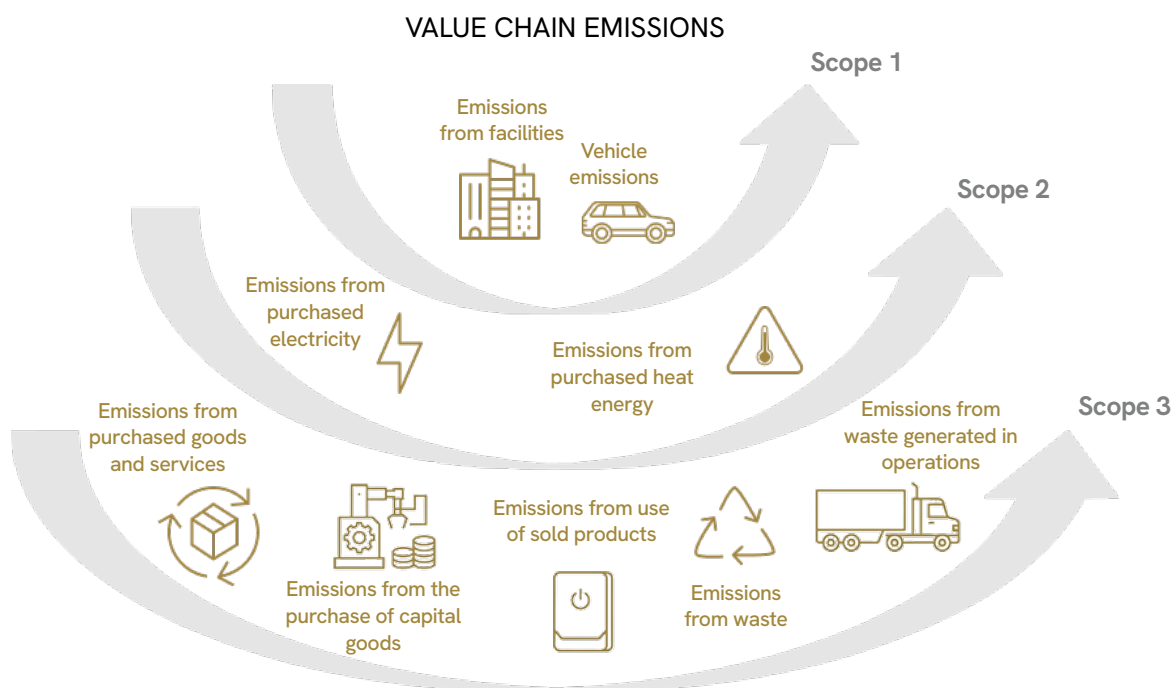 VALUE CHAIN EMISSIONS
Scope 1
Emissions
from facilities
Vehicle
emissions
Scope 2
Emissions from
purchased
electricity
Emissions from
purchased heat
energy
Scope 3
Emissions from
purchased goods
and services
Emissions from the
purchase of capital
goods
Emissions from use
of sold products
Emissions
from waste
Emissions from
waste generated in
operations